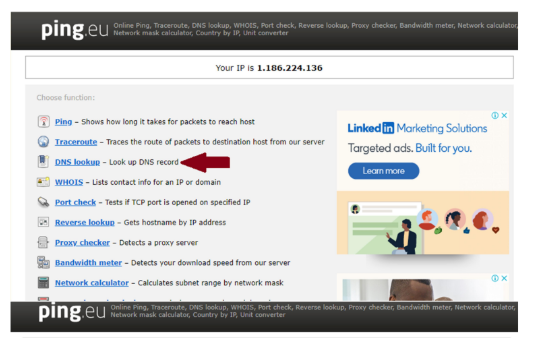 ping.eu Online Ping, Traceroute, DNS lookup, WHOIS, Port check, Reverse lookup, Proxy checker, Bandwidth meter, Network calculator,
Network mask calculator, Country by IP, Unit converter
Your IP is 1.186.224.136
Choose function:
Ping – Shows how long it takes for packets to reach host
Traceroute – Traces the route of packets to destination host from our server
DNS lookup – Look up DNS record
WHOIS – Lists contact info for an IP or domain
Port check – Tests if TCP port is opened on specified IP
Reverse lookup – Gets hostname by IP address
Proxy checker – Detects a proxy server
Bandwidth meter – Detects your download speed from our server
Network calculator – Calculates subnet range by network mask
Linked in Marketing Solutions
Targeted ads. Built for you.
Learn more
ping.eu Online Ping, Traceroute, DNS lookup, WHOIS, Port check, Reverse lookup, Proxy checker, Bandwidth meter, Network calculator,
Network mask calculator, Country by IP, Unit converter